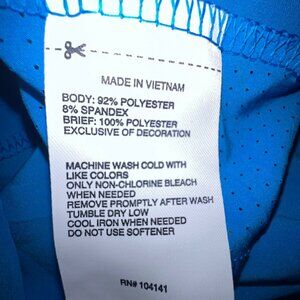 MADE IN VIETNAM
BODY: 92% POLYESTER
8% SPANDEX
BRIEF: 100% POLYESTER
EXCLUSIVE OF DECORATION
MACHINE WASH COLD WITH
LIKE COLORS
ONLY NON-CHLORINE BLEACH
WHEN NEEDED
REMOVE PROMPTLY AFTER WASH
TUMBLE DRY LOW
COOL IRON WHEN NEEDED
DO NOT USE SOFTENER
RN# 104141